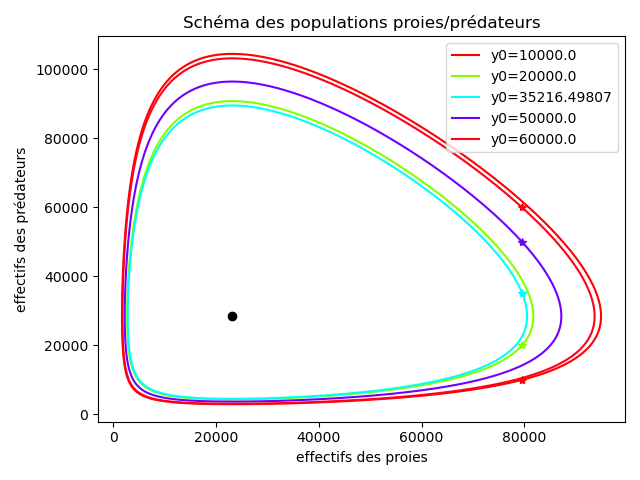 Schéma des populations proies/prédateurs
y0=10000.0
y0=20000.0
y0=35216.49807
y0=50000.0
y0=60000.0
effectifs des prédateurs
100000
80000
60000
40000
20000
0
0 20000 40000 60000 80000
effectifs des proies